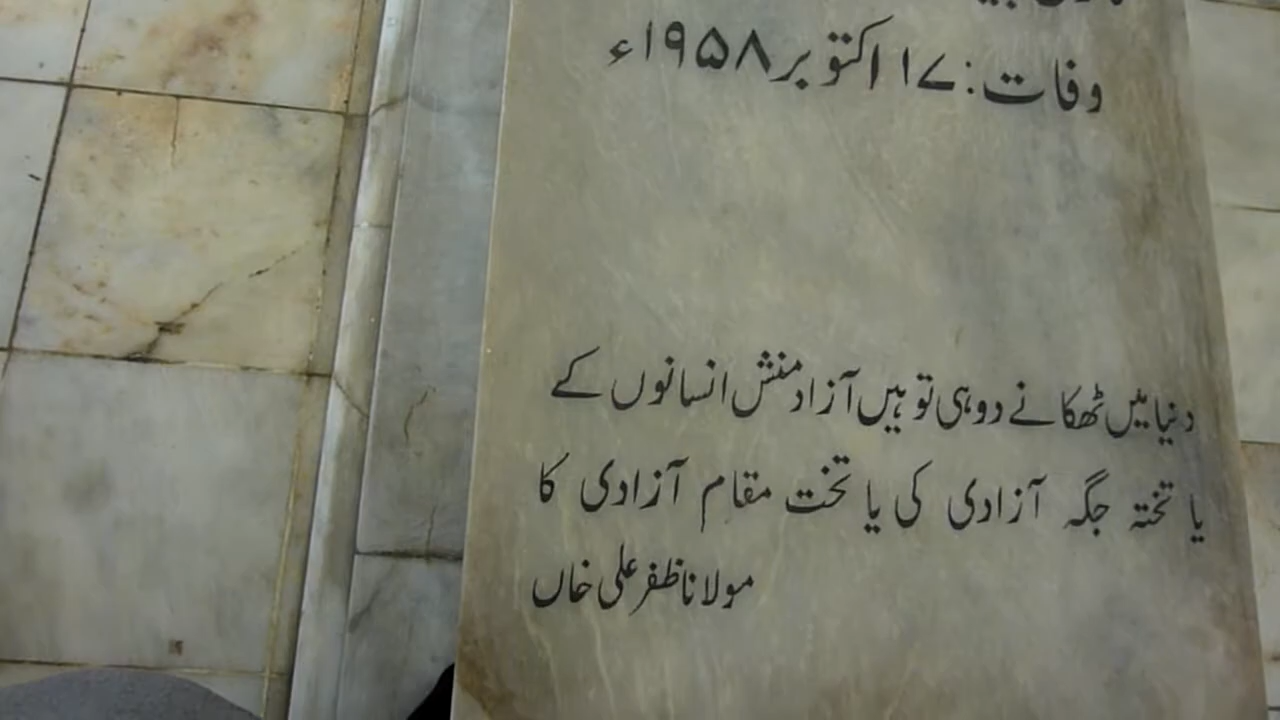 وفات: ۱۷ اکتوبر ۱۹۵۸ء
دنیا میں ٹھکانے دو ہی تو ہیں آزاد منش انسانوں کے
یا تختہ جگہ آزادی کی یا تخت مقام آزادی کا
مولانا ظفر علی خاں